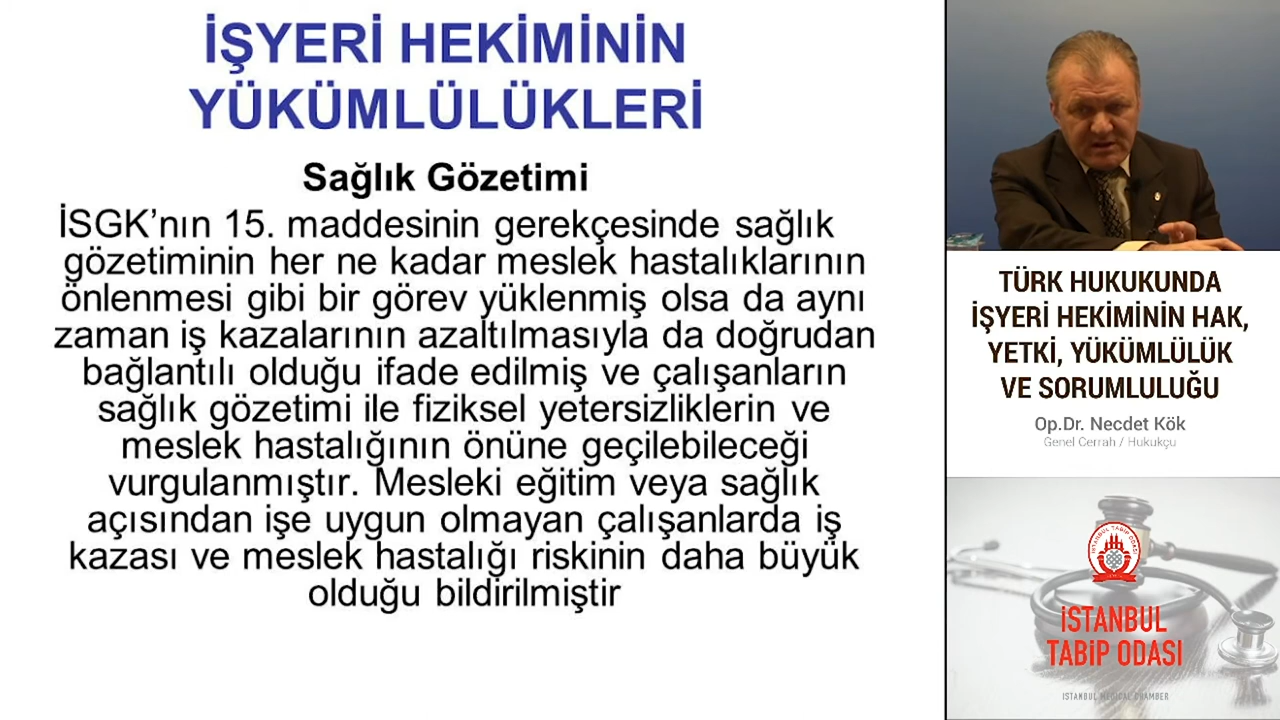 İŞYERİ HEKİMİNİN
YÜKÜMLÜLÜKLERİ
Sağlık Gözetimi
İSGK’nın 15. maddesinin gerekçesinde sağlık
gözetiminin her ne kadar meslek hastalıklarının
önlenmesi gibi bir görev yüklenmiş olsa da aynı
zaman iş kazalarının azaltılmasıyla da doğrudan
bağlantılı olduğu ifade edilmiş ve çalışanların
sağlık gözetimi ile fiziksel yetersizliklerin ve
meslek hastalığının önüne geçilebileceği
vurgulanmıştır. Mesleki eğitim veya sağlık
açısından işe uygun olmayan çalışanlarda iş
kazası ve meslek hastalığı riskinin daha büyük
olduğu bildirilmiştir
TÜRK HUKUKUNDA
İŞYERİ HEKİMİNİN HAK,
YETKİ, YÜKÜMLÜLÜK
VE SORUMLULUĞU
Op.Dr. Necdet Kök
Genel Cerrah / Hukukçu
İSTANBUL TABİP ODASI
İSTANBUL
TABİP ODASI
ISTANBUL MEDICAL CHAMBER